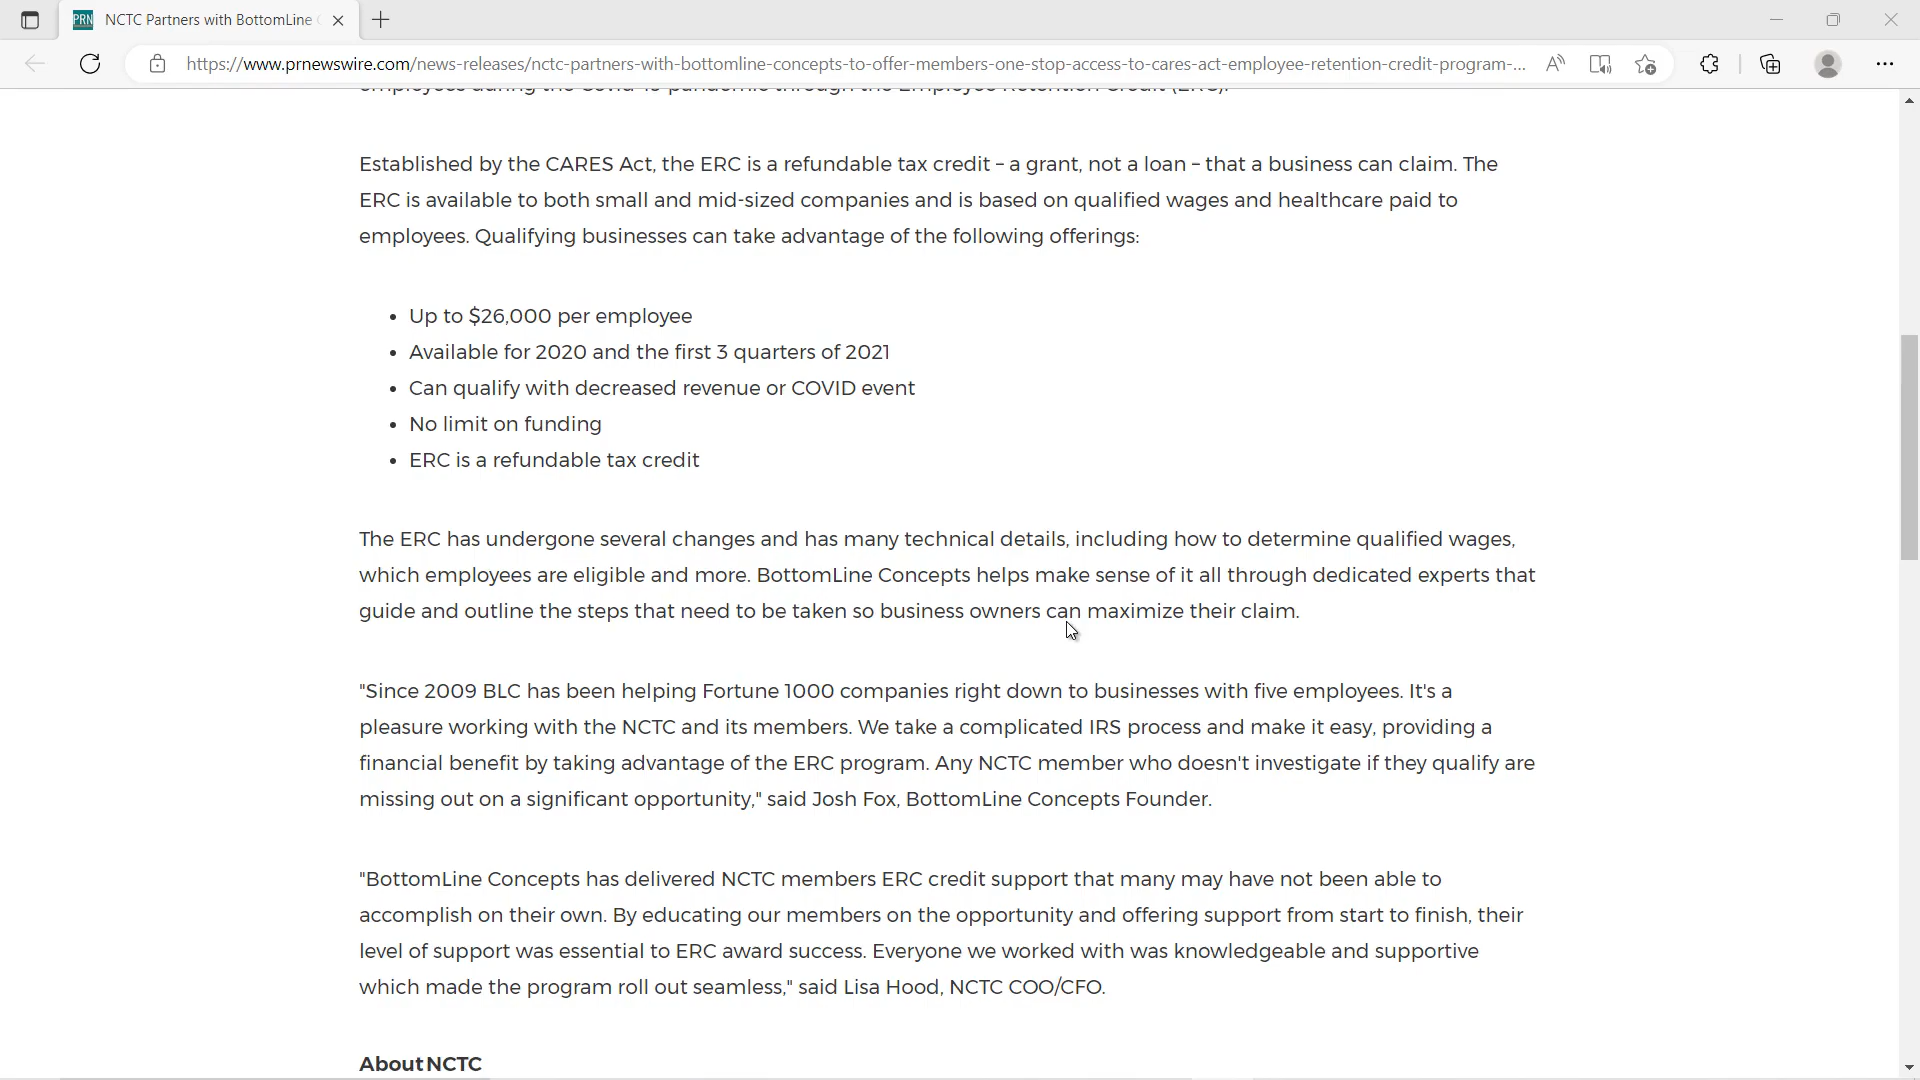 NCTC Partners with BottomLine
https://www.prnewswire.com/news-releases/nctc-partners-with-bottomline-concepts-to-offer-members-one-stop-access-to-cares-act-employee-retention-credit-program-...
employees during the Covid-19 pandemic through the Employee Retention Credit (ERC).
Established by the CARES Act, the ERC is a refundable tax credit – a grant, not a loan – that a business can claim. The
ERC is available to both small and mid-sized companies and is based on qualified wages and healthcare paid to
employees. Qualifying businesses can take advantage of the following offerings:
• Up to $26,000 per employee
• Available for 2020 and the first 3 quarters of 2021
• Can qualify with decreased revenue or COVID event
• No limit on funding
• ERC is a refundable tax credit
The ERC has undergone several changes and has many technical details, including how to determine qualified wages,
which employees are eligible and more. BottomLine Concepts helps make sense of it all through dedicated experts that
guide and outline the steps that need to be taken so business owners can maximize their claim.
"Since 2009 BLC has been helping Fortune 1000 companies right down to businesses with five employees. It's a
pleasure working with the NCTC and its members. We take a complicated IRS process and make it easy, providing a
financial benefit by taking advantage of the ERC program. Any NCTC member who doesn't investigate if they qualify are
missing out on a significant opportunity," said Josh Fox, BottomLine Concepts Founder.
"BottomLine Concepts has delivered NCTC members ERC credit support that many may have not been able to
accomplish on their own. By educating our members on the opportunity and offering support from start to finish, their
level of support was essential to ERC award success. Everyone we worked with was knowledgeable and supportive
which made the program roll out seamless," said Lisa Hood, NCTC COO/CFO.
About NCTC